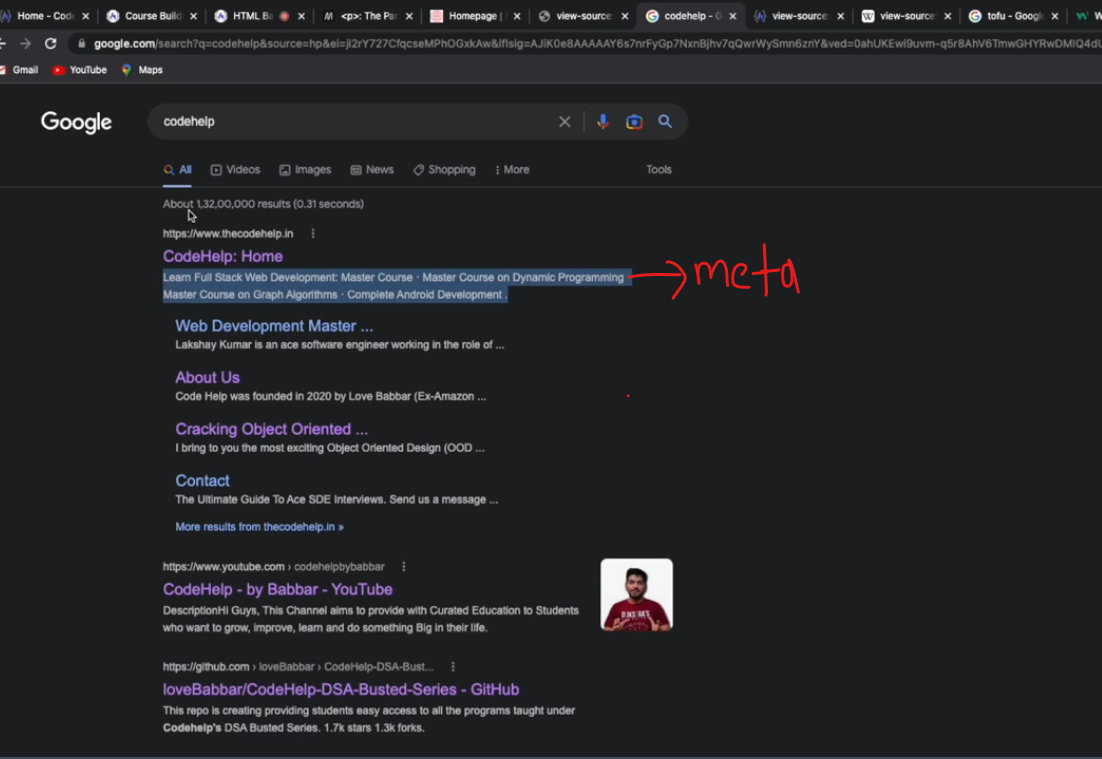 Home - Cod
Course Build
HTML Ba
<p>: The Par
Homepage |
view-source:
codehelp - G
view-source:
view-source:
tofu - Googl
google.com/search?q=codehelp&source=hp&ei=
Gmail YouTube Maps
Google
codehelp
All Videos Images News Shopping More Tools
About 1,32,00,000 results (0.31 seconds)
https://www.thecodehelp.in
CodeHelp: Home
Learn Full Stack Web Development: Master Course · Master Course on Dynamic Programming
meta
Master Course on Graph Algorithms · Complete Android Development .
Web Development Master ...
Lakshay Kumar is an ace software engineer working in the role of ...
About Us
Code Help was founded in 2020 by Love Babbar (Ex-Amazon ...
Cracking Object Oriented ...
I bring to you the most exciting Object Oriented Design (OOD ...
Contact
The Ultimate Guide To Ace SDE Interviews. Send us a message ...
More results from thecodehelp.in »
https://www.youtube.com › codehelpbybabbar
CodeHelp - by Babbar - YouTube
DescriptionHi Guys, This Channel aims to provide with Curated Education to Students
who want to grow, improve, learn and do something Big in their life.
https://github.com › loveBabbar › CodeHelp-DSA-Bust...
loveBabbar/CodeHelp-DSA-Busted-Series - GitHub
This repo is creating providing students easy access to all the programs taught under
Codehelp's DSA Busted Series. 1.7k stars 1.3k forks.